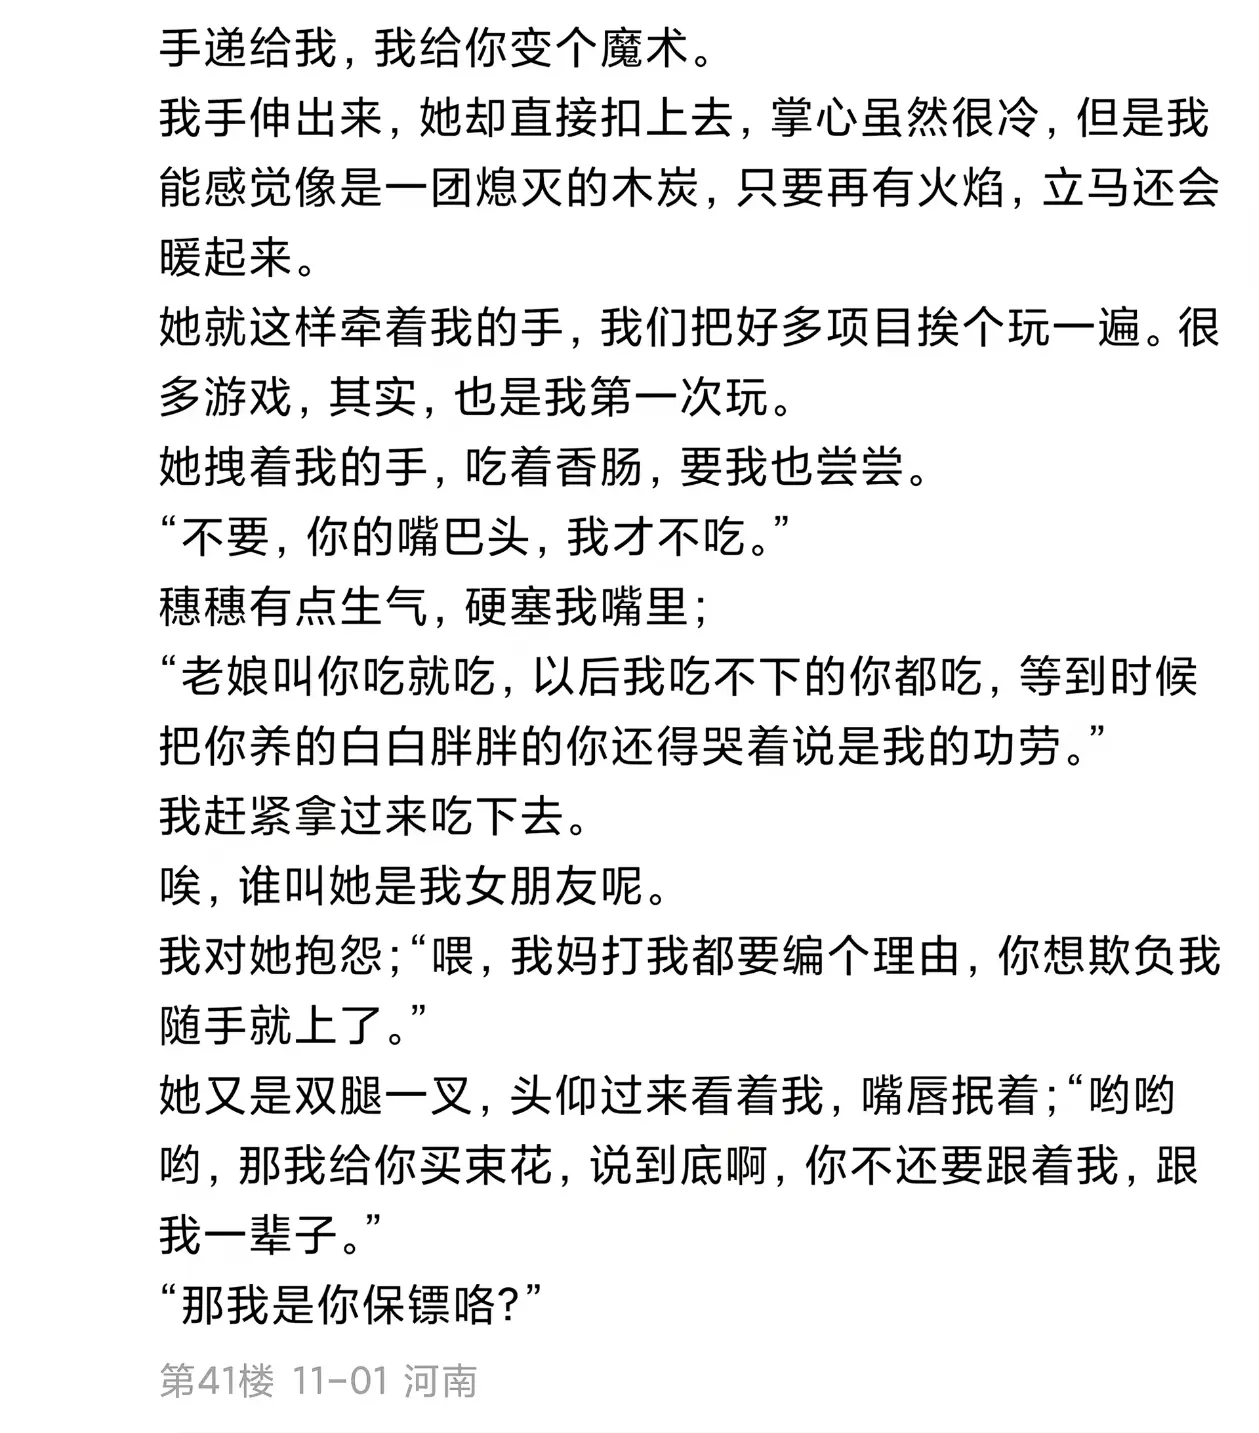 手递给我，我给你变个魔术。
我手伸出来，她却直接扣上去，掌心虽然很冷，但是我
能感觉像是一团熄灭的木炭，只要再有火焰，立马还会
暖起来。
她就这样牵着我的手，我们把好多项目挨个玩一遍。很
多游戏，其实，也是我第一次玩。
她拽着我的手，吃着香肠，要我也尝尝。
“不要，你的嘴巴头，我才不吃。”
穗穗有点生气，硬塞我嘴里；
“老娘叫你吃就吃，以后我吃不下的你都吃，等到时候
把你养的白白胖胖的你还得哭着说是我的功劳。”
我赶紧拿过来吃下去。
唉，谁叫她是我女朋友呢。
我对她抱怨；“喂，我妈打我都要编个理由，你想欺负我
随手就上了。”
她又是双腿一叉，头仰过来看着我，嘴唇抿着；“哟哟
哟，那我给你买束花，说到底啊，你不还要跟着我，跟
我一辈子。”
“那我是你保镖咯？”
第41楼 11-01 河南